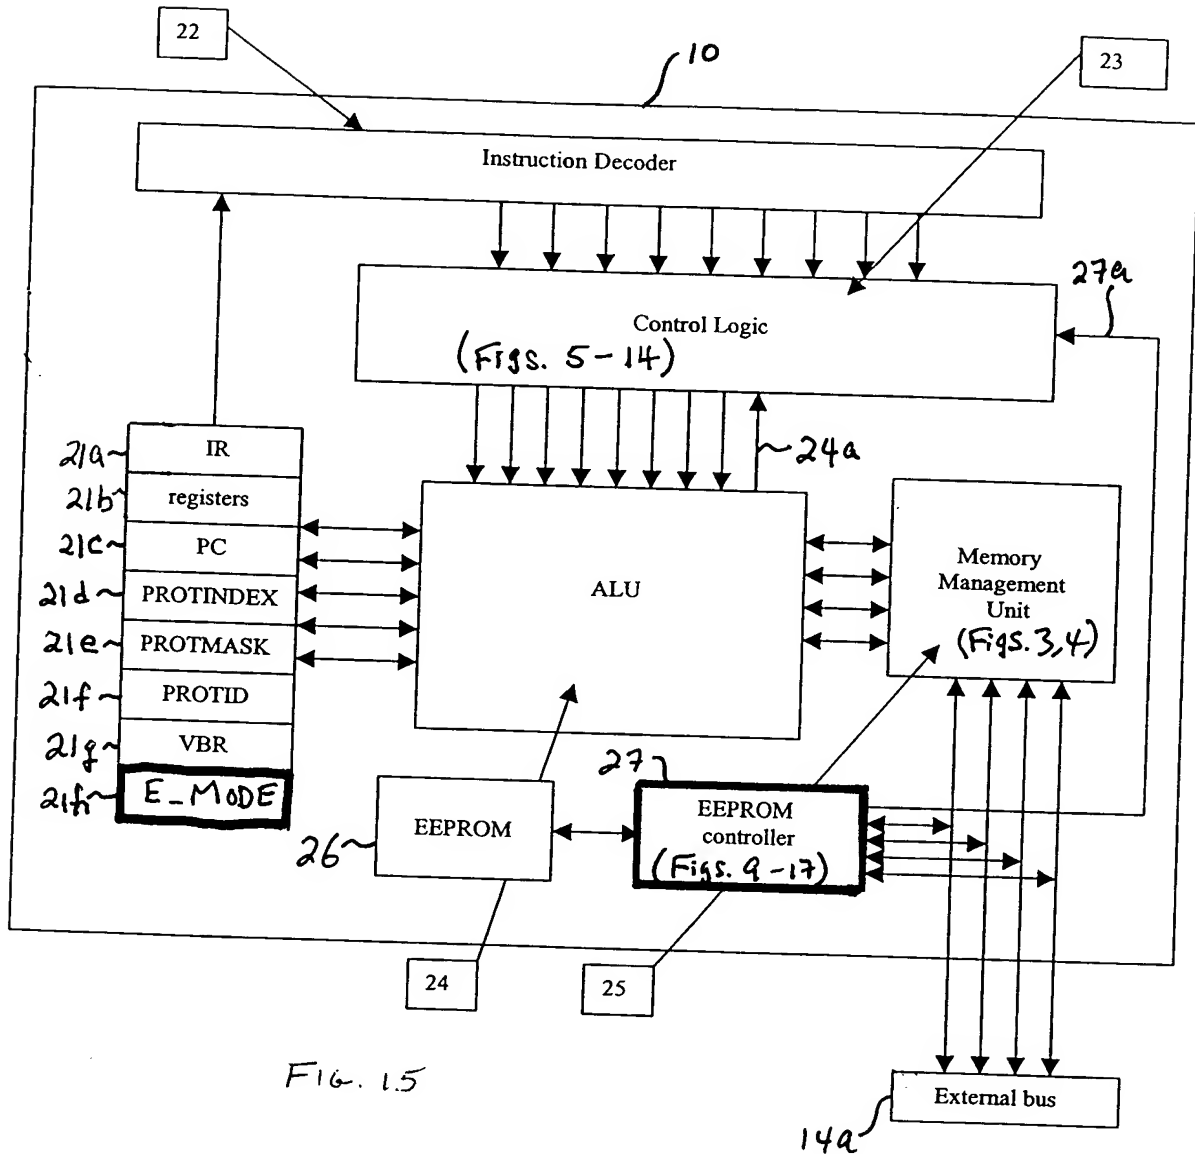 22
10
23
Instruction Decoder
27a
Control Logic
(Figs. 5-14)
24a
21a
IR
21b
registers
21c
PC
21d
PROTINDEX
21e
PROTMASK
21f
PROTID
21g
VBR
21h
E_MODE
ALU
Memory
Management
Unit
(Figs. 3,4)
27
EEPROM
26
EEPROM
controller
(Figs. 9-17)
24
25
FIG. 15
External bus
14a